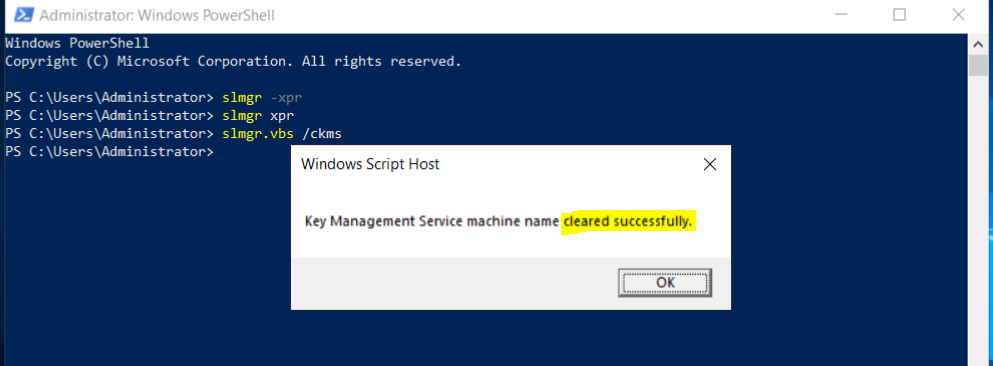 Administrator: Windows PowerShell
Windows PowerShell
Copyright (C) Microsoft Corporation. All rights reserved.
PS C:\Users\Administrator> slmgr -xpr
PS C:\Users\Administrator> slmgr xpr
PS C:\Users\Administrator> slmgr.vbs /ckms
PS C:\Users\Administrator>
Windows Script Host
Key Management Service machine name cleared successfully.
OK